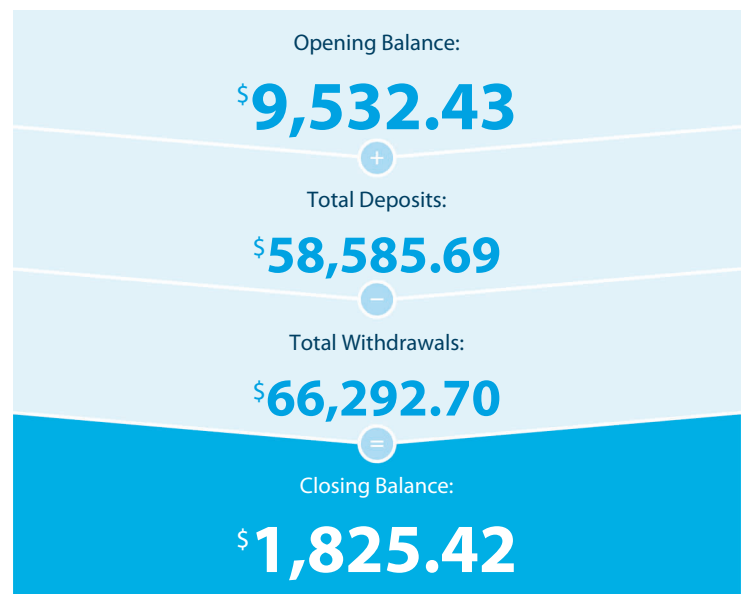 Opening Balance:
$9,532.43
+
Total Deposits:
$58,585.69
−
Total Withdrawals:
$66,292.70
=
Closing Balance:
$1,825.42